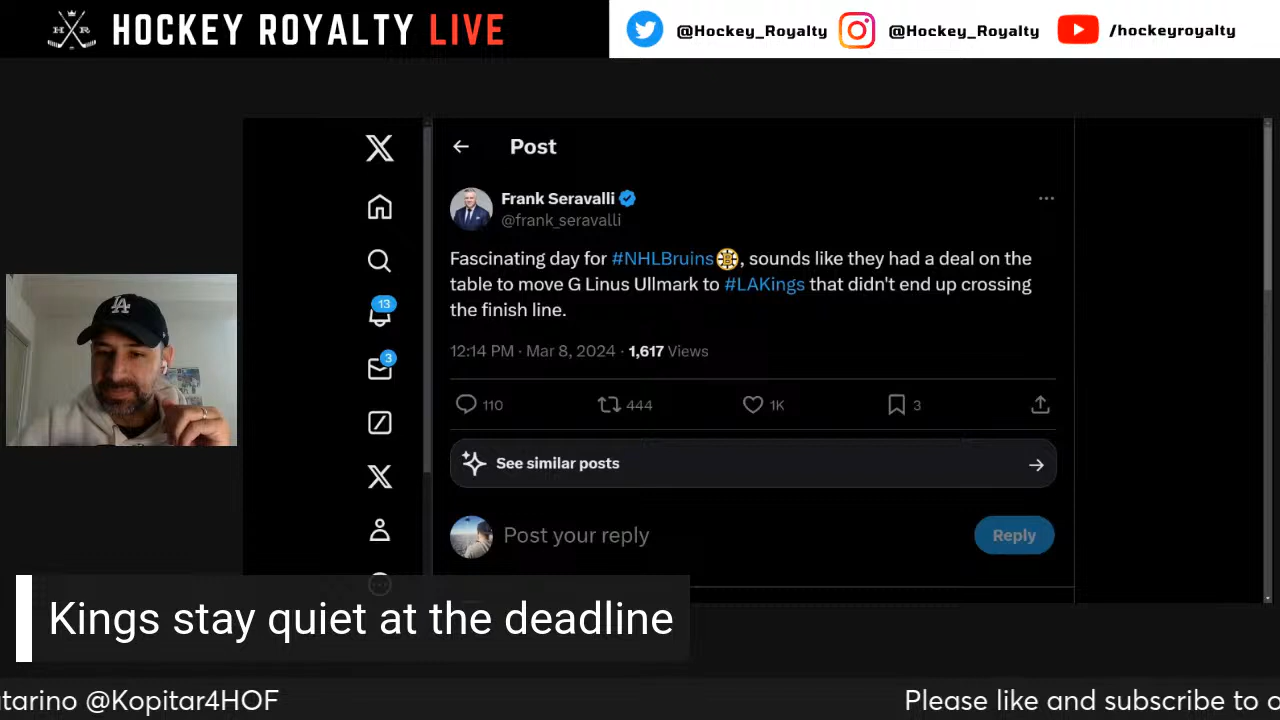 HOCKEY ROYALTY LIVE
@Hockey_Royalty
@Hockey_Royalty
/hockeyroyalty
Post
Frank Seravalli
@frank_seravalli
Fascinating day for #NHLBruins, sounds like they had a deal on the
table to move G Linus Ullmark to #LAKings that didn't end up crossing
the finish line.
12:14 PM · Mar 8, 2024 · 1,617 Views
110 444 1K 3
See similar posts
Post your reply
Reply
13
3
Kings stay quiet at the deadline
tarino @Kopitar4HOF
Please like and subscribe to